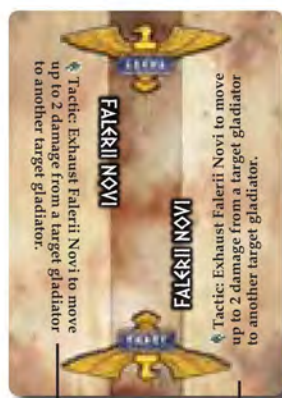 FALERII NOVI
Tactic: Exhaust Falerii Novi to move
up to 2 damage from a target gladiator
to another target gladiator.
FALERII NOVI
Tactic: Exhaust Falerii Novi to move
up to 2 damage from a target gladiator
to another target gladiator.